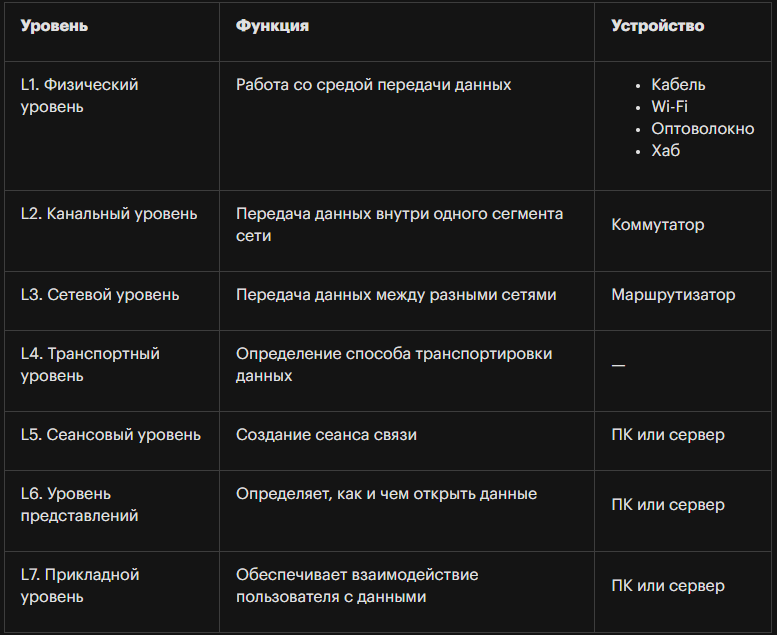 Уровень
Функция
Устройство
L1. Физический
уровень
Работа со средой передачи данных
• Кабель
• Wi-Fi
• Оптоволокно
• Хаб
L2. Канальный уровень
Передача данных внутри одного сегмента
сети
Коммутатор
L3. Сетевой уровень
Передача данных между разными сетями
Маршрутизатор
L4. Транспортный
уровень
Определение способа транспортировки
данных
—
L5. Сеансовый уровень
Создание сеанса связи
ПК или сервер
L6. Уровень
представлений
Определяет, как и чем открыть данные
ПК или сервер
L7. Прикладной
уровень
Обеспечивает взаимодействие
пользователя с данными
ПК или сервер